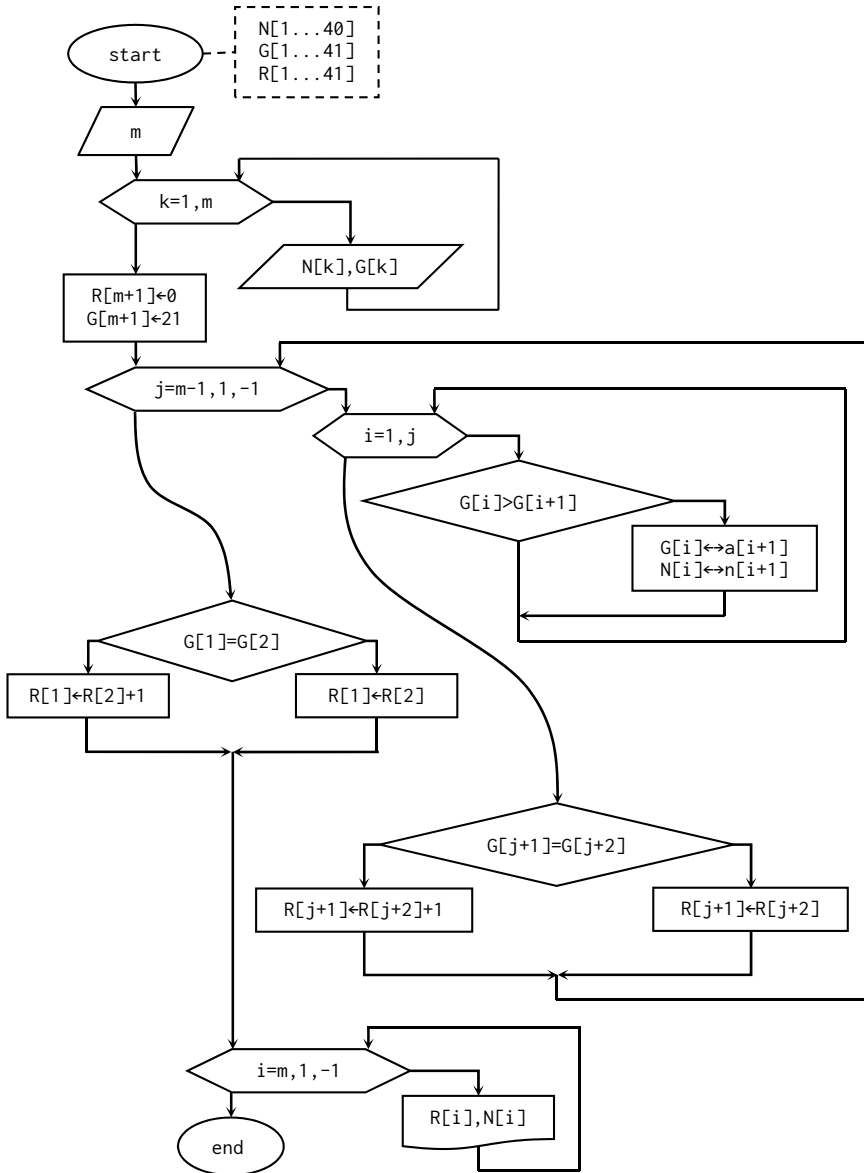 start
N[1...40]
G[1...41]
R[1...41]
m
k=1,m
N[k],G[k]
R[m+1]←0
G[m+1]←21
j=m-1,1,-1
i=1,j
G[i]>G[i+1]
G[i]↔a[i+1]
N[i]↔n[i+1]
G[1]=G[2]
R[1]←R[2]+1
R[1]←R[2]
G[j+1]=G[j+2]
R[j+1]←R[j+2]+1
R[j+1]←R[j+2]
i=m,1,-1
R[i],N[i]
end